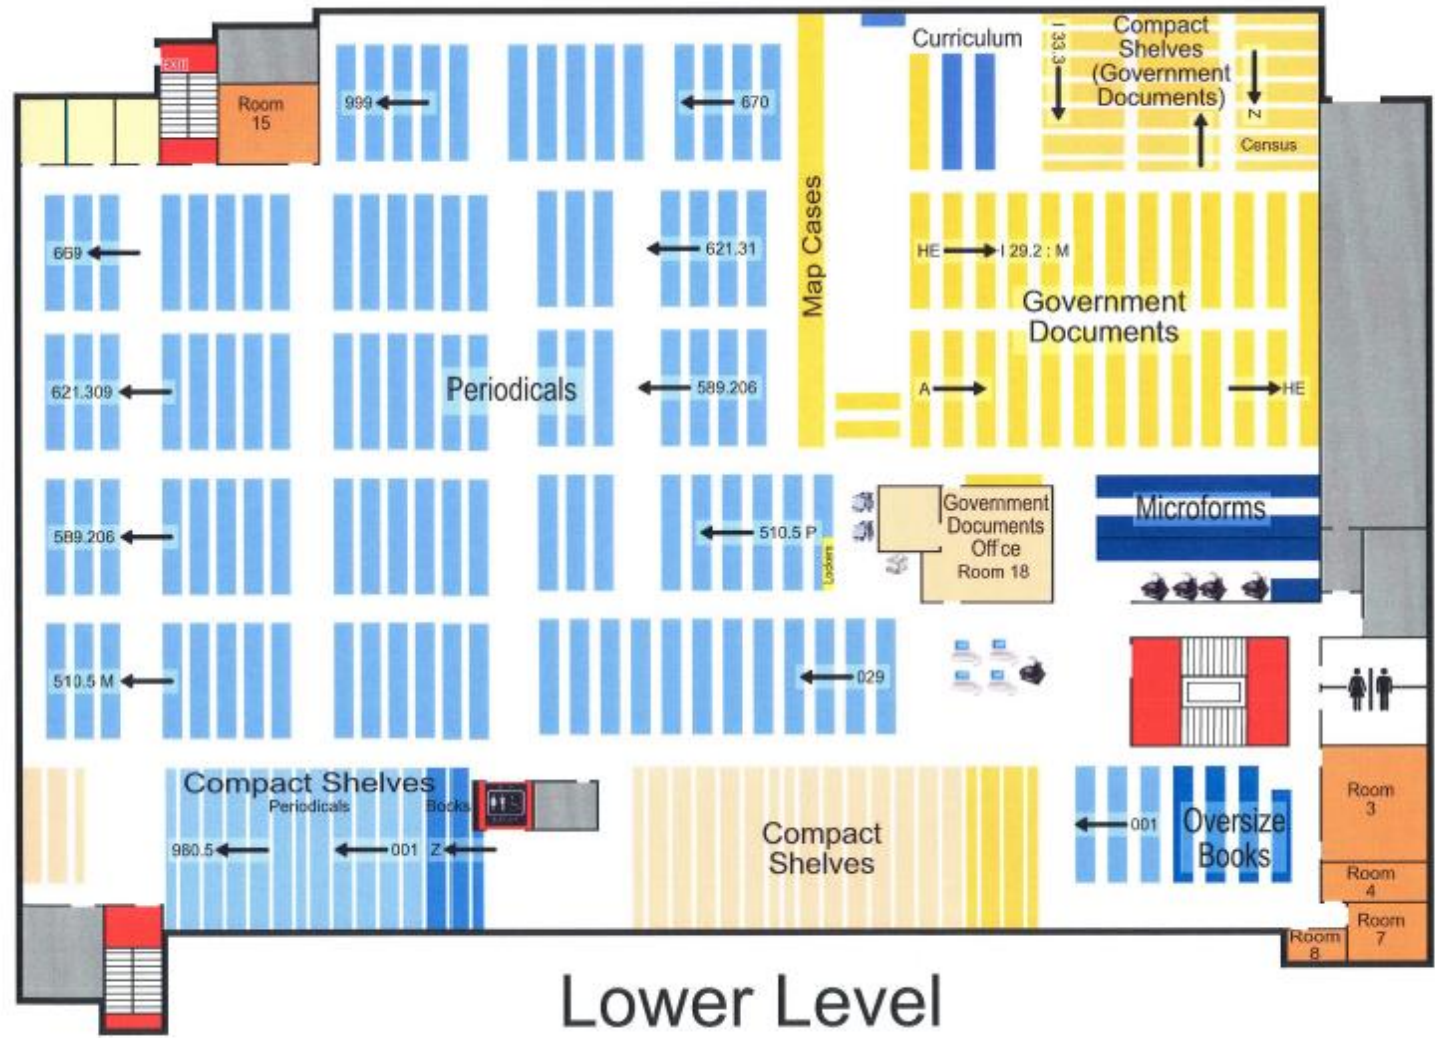 EXIT
Room
15
999
670
Map Cases
Curriculum
I 33.3
Compact
Shelves
(Government
Documents)
Z
Census
669
621.31
HE
I 29.2 : M
Government
Documents
621.309
Periodicals
589.206
A
HE
589.206
510.5 P
Lockers
Government
Documents
Office
Room 18
Microforms
510.5 M
029
Compact Shelves
Periodicals
Books
980.5
001
Z
Compact
Shelves
001
Oversize
Books
Room
3
Room
4
Room
7
Room
8
Lower Level